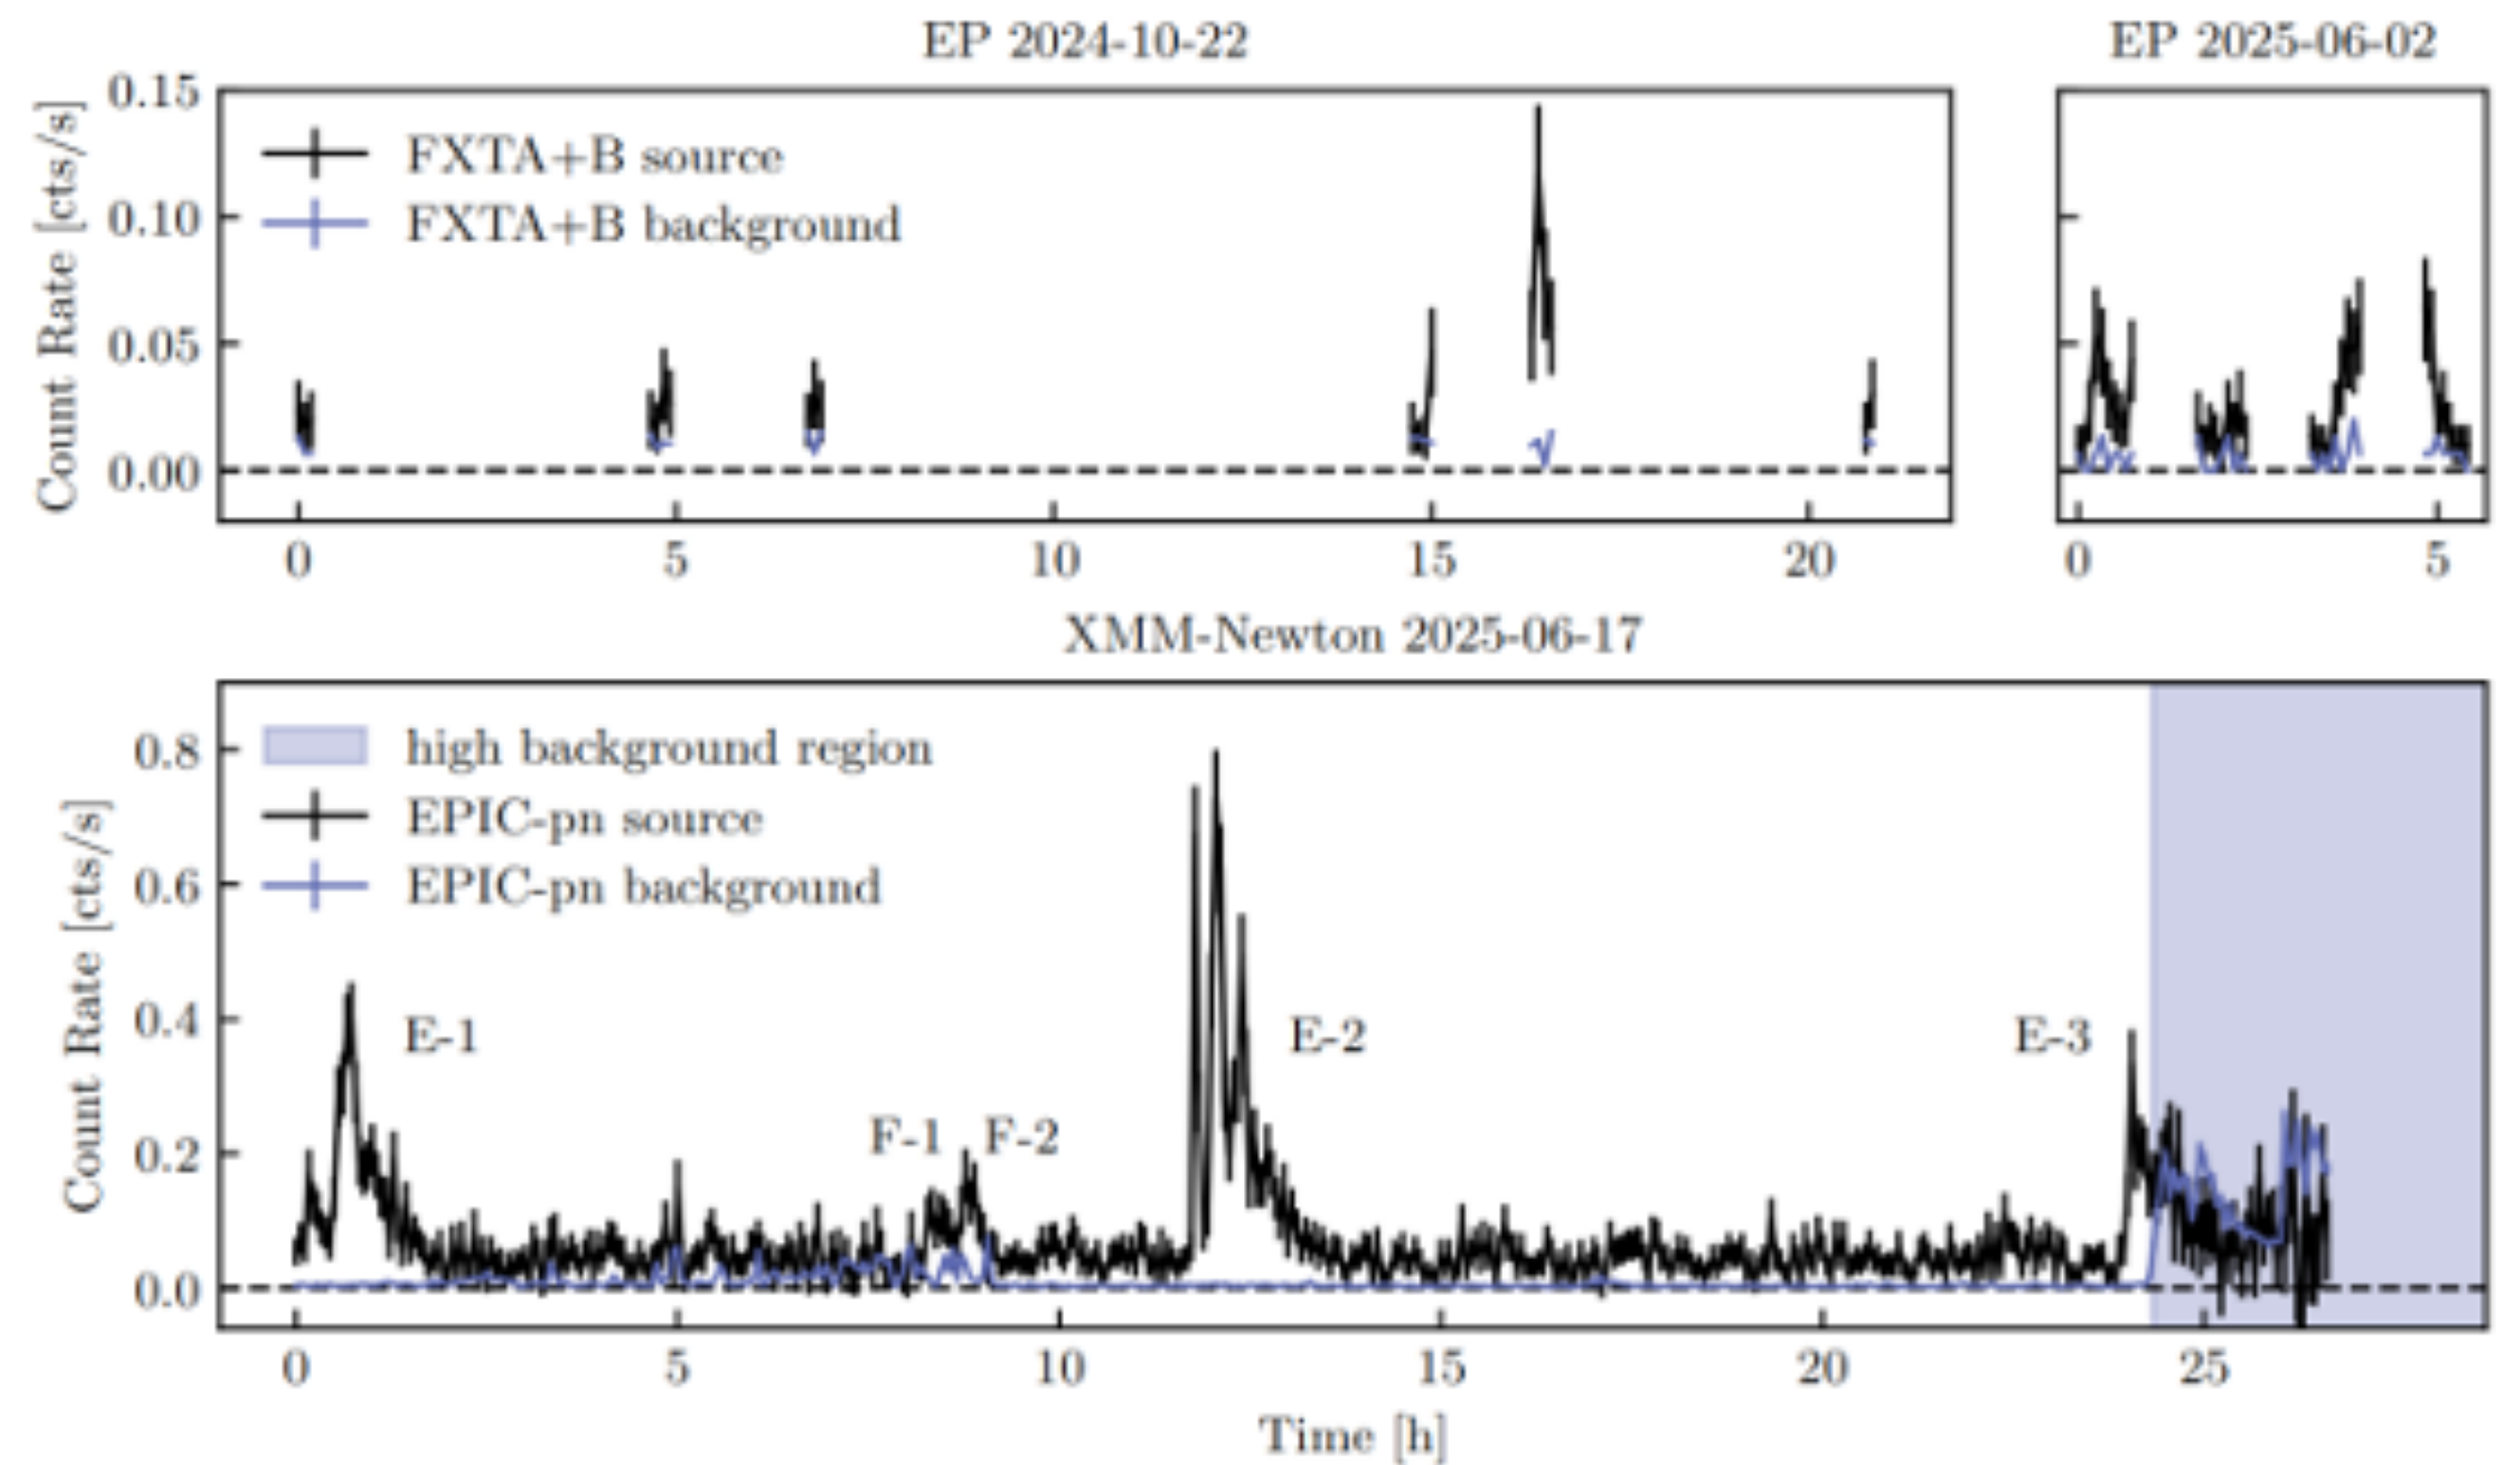 EP 2024-10-22
EP 2025-06-02
Count Rate [cts/s]
0.15
0.10
0.05
0.00
FXTA+B source
FXTA+B background
0 5 10 15 20
0 5
XMM-Newton 2025-06-17
Count Rate [cts/s]
0.8
0.6
0.4
0.2
0.0
high background region
EPIC-pn source
EPIC-pn background
E-1
F-1 F-2
E-2
E-3
0 5 10 15 20 25
Time [h]